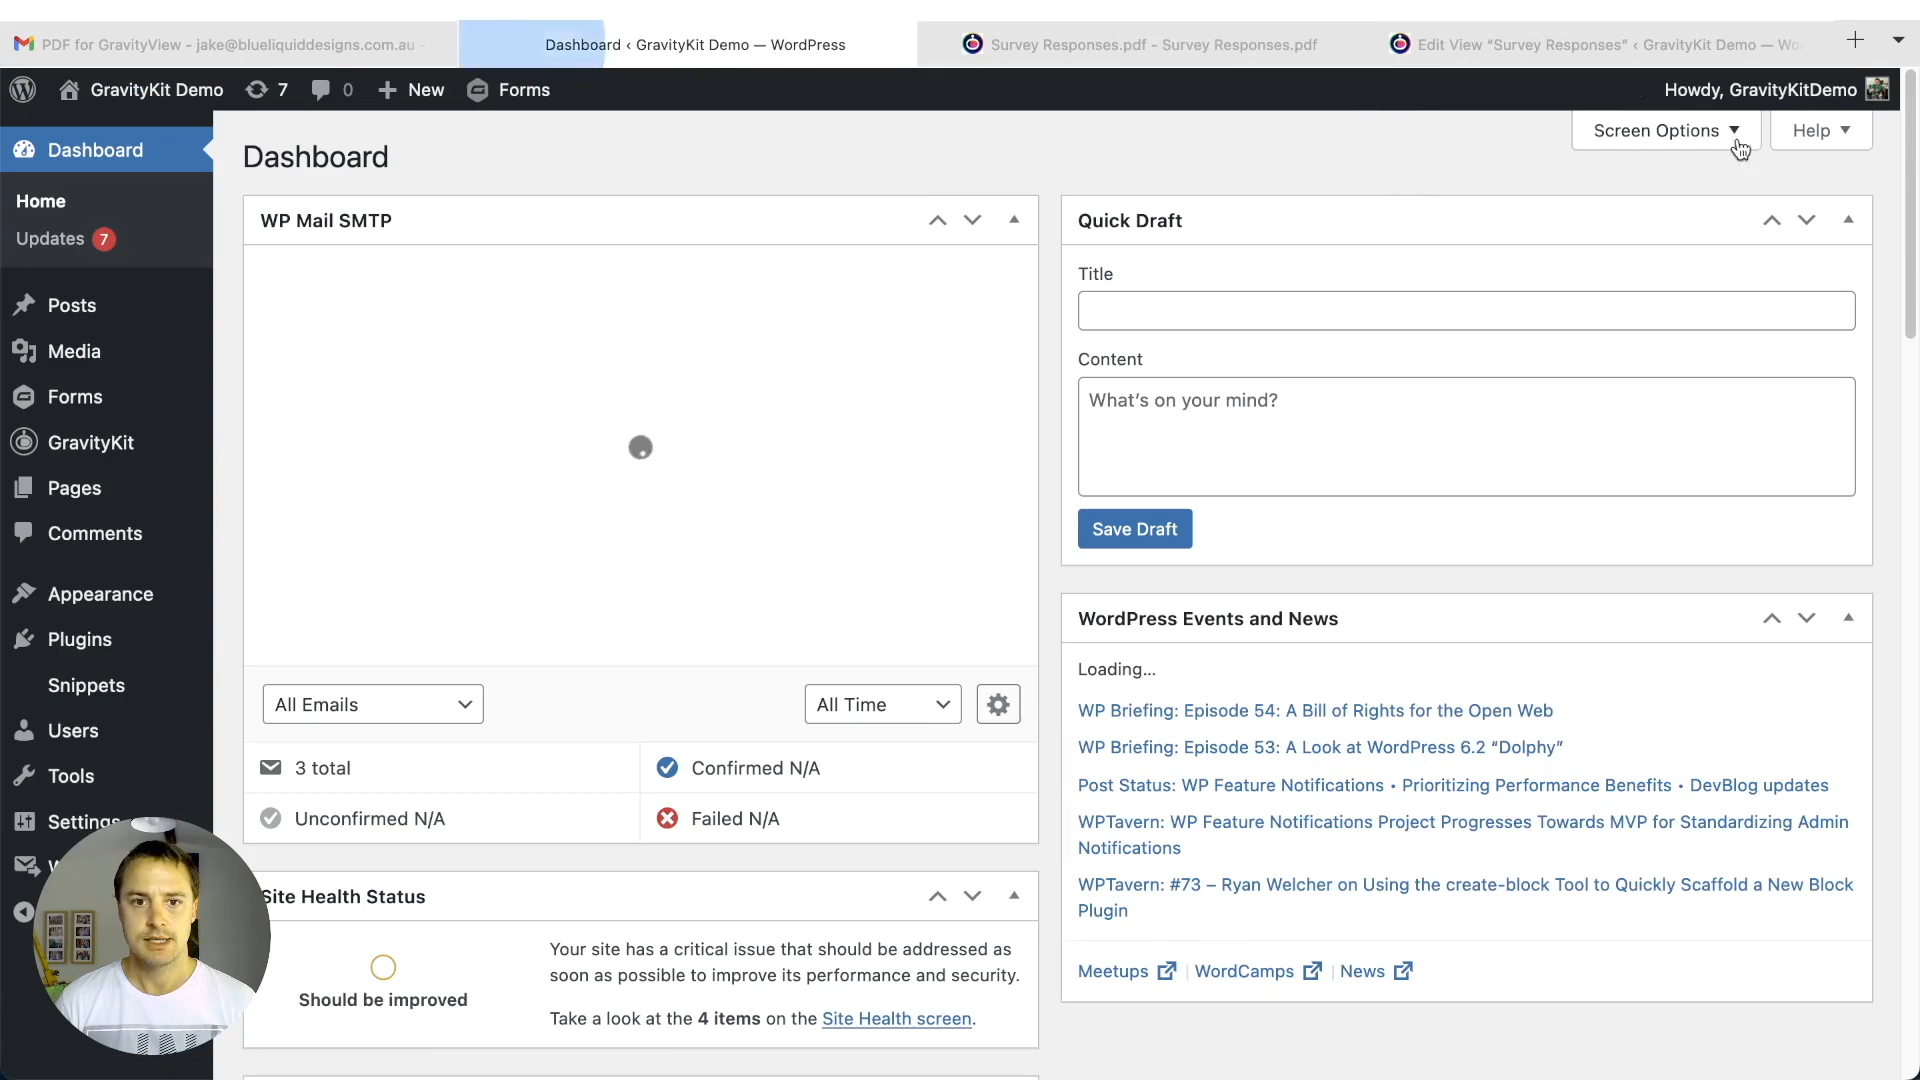 PDF for GravityView - jake@blueliquiddesigns.com.au -
Dashboard ‹ GravityKit Demo — WordPress
Survey Responses.pdf - Survey Responses.pdf
Edit View “Survey Responses” ‹ GravityKit Demo — Wo
GravityKit Demo
7
0
New
Forms
Howdy, GravityKitDemo
Screen Options
Help
Dashboard
Home
Updates 7
Posts
Media
Forms
GravityKit
Pages
Comments
Appearance
Plugins
Snippets
Users
Tools
Settings
Dashboard
WP Mail SMTP
All Emails
All Time
3 total
Confirmed N/A
Unconfirmed N/A
Failed N/A
Site Health Status
Should be improved
Your site has a critical issue that should be addressed as
soon as possible to improve its performance and security.
Take a look at the 4 items on the Site Health screen.
Quick Draft
Title
Content
What’s on your mind?
Save Draft
WordPress Events and News
Loading...
WP Briefing: Episode 54: A Bill of Rights for the Open Web
WP Briefing: Episode 53: A Look at WordPress 6.2 “Dolphy”
Post Status: WP Feature Notifications • Prioritizing Performance Benefits • DevBlog updates
WPTavern: WP Feature Notifications Project Progresses Towards MVP for Standardizing Admin
Notifications
WPTavern: #73 – Ryan Welcher on Using the create-block Tool to Quickly Scaffold a New Block
Plugin
Meetups | WordCamps | News